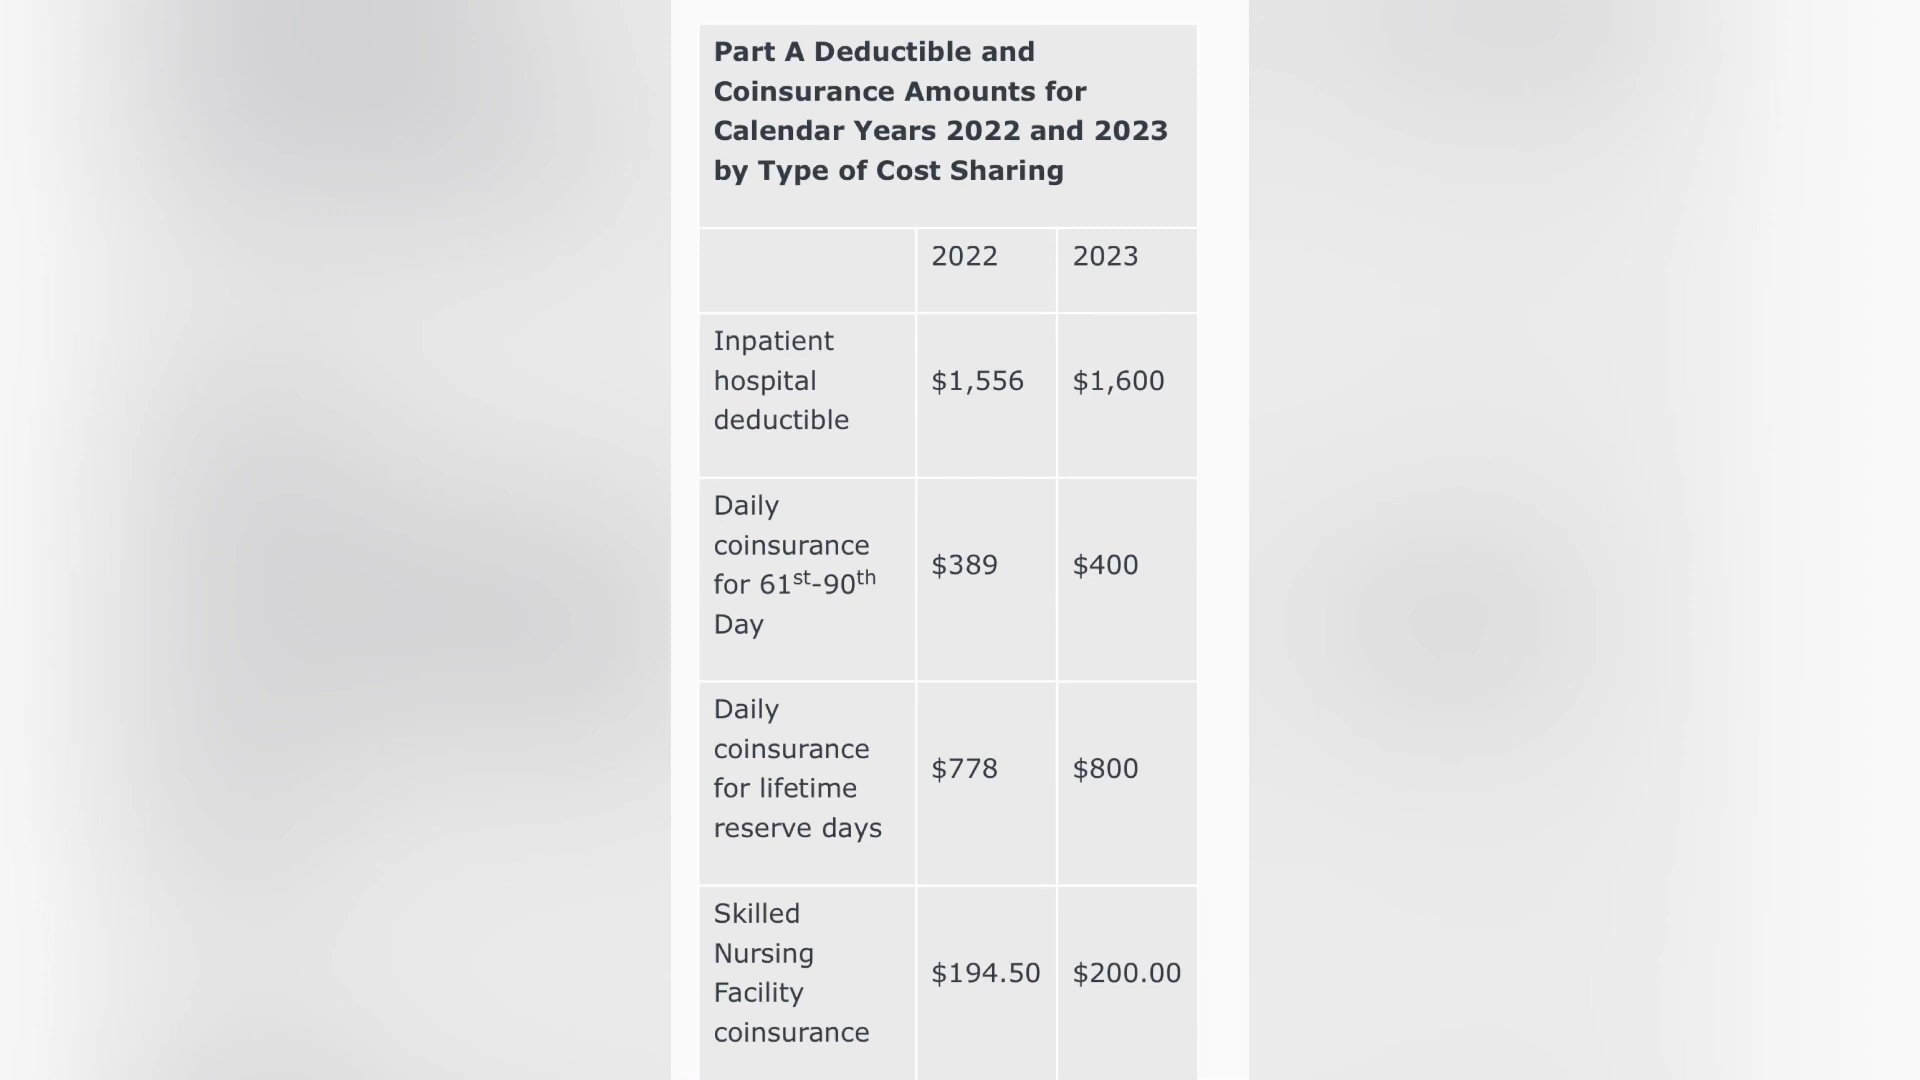 Part A Deductible and
Coinsurance Amounts for
Calendar Years 2022 and 2023
by Type of Cost Sharing
2022 2023
Inpatient
hospital
deductible
$1,556 $1,600
Daily
coinsurance
for 61st-90th
Day
$389 $400
Daily
coinsurance
for lifetime
reserve days
$778 $800
Skilled
Nursing
Facility
coinsurance
$194.50 $200.00